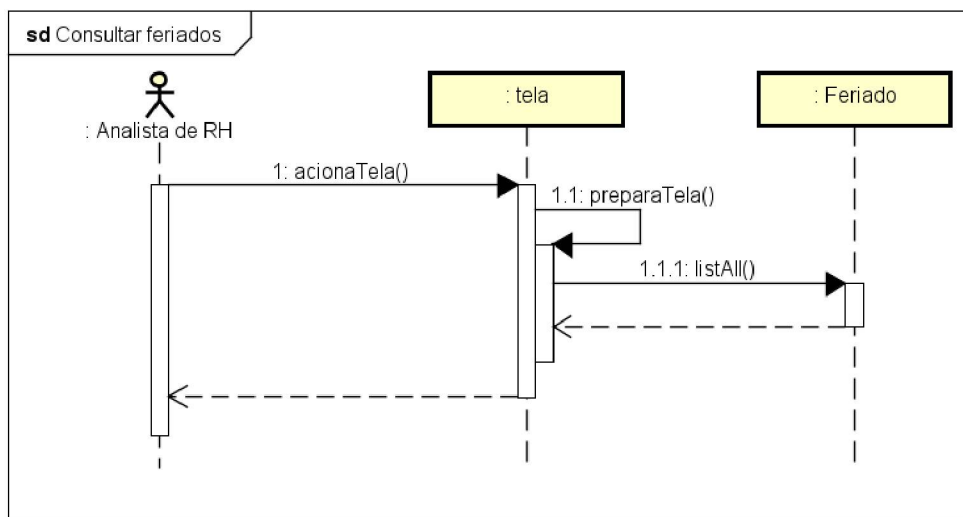 sd Consultar feriados
: Analista de RH
: tela
: Feriado
1: acionaTela()
1.1: preparaTela()
1.1.1: listAll()